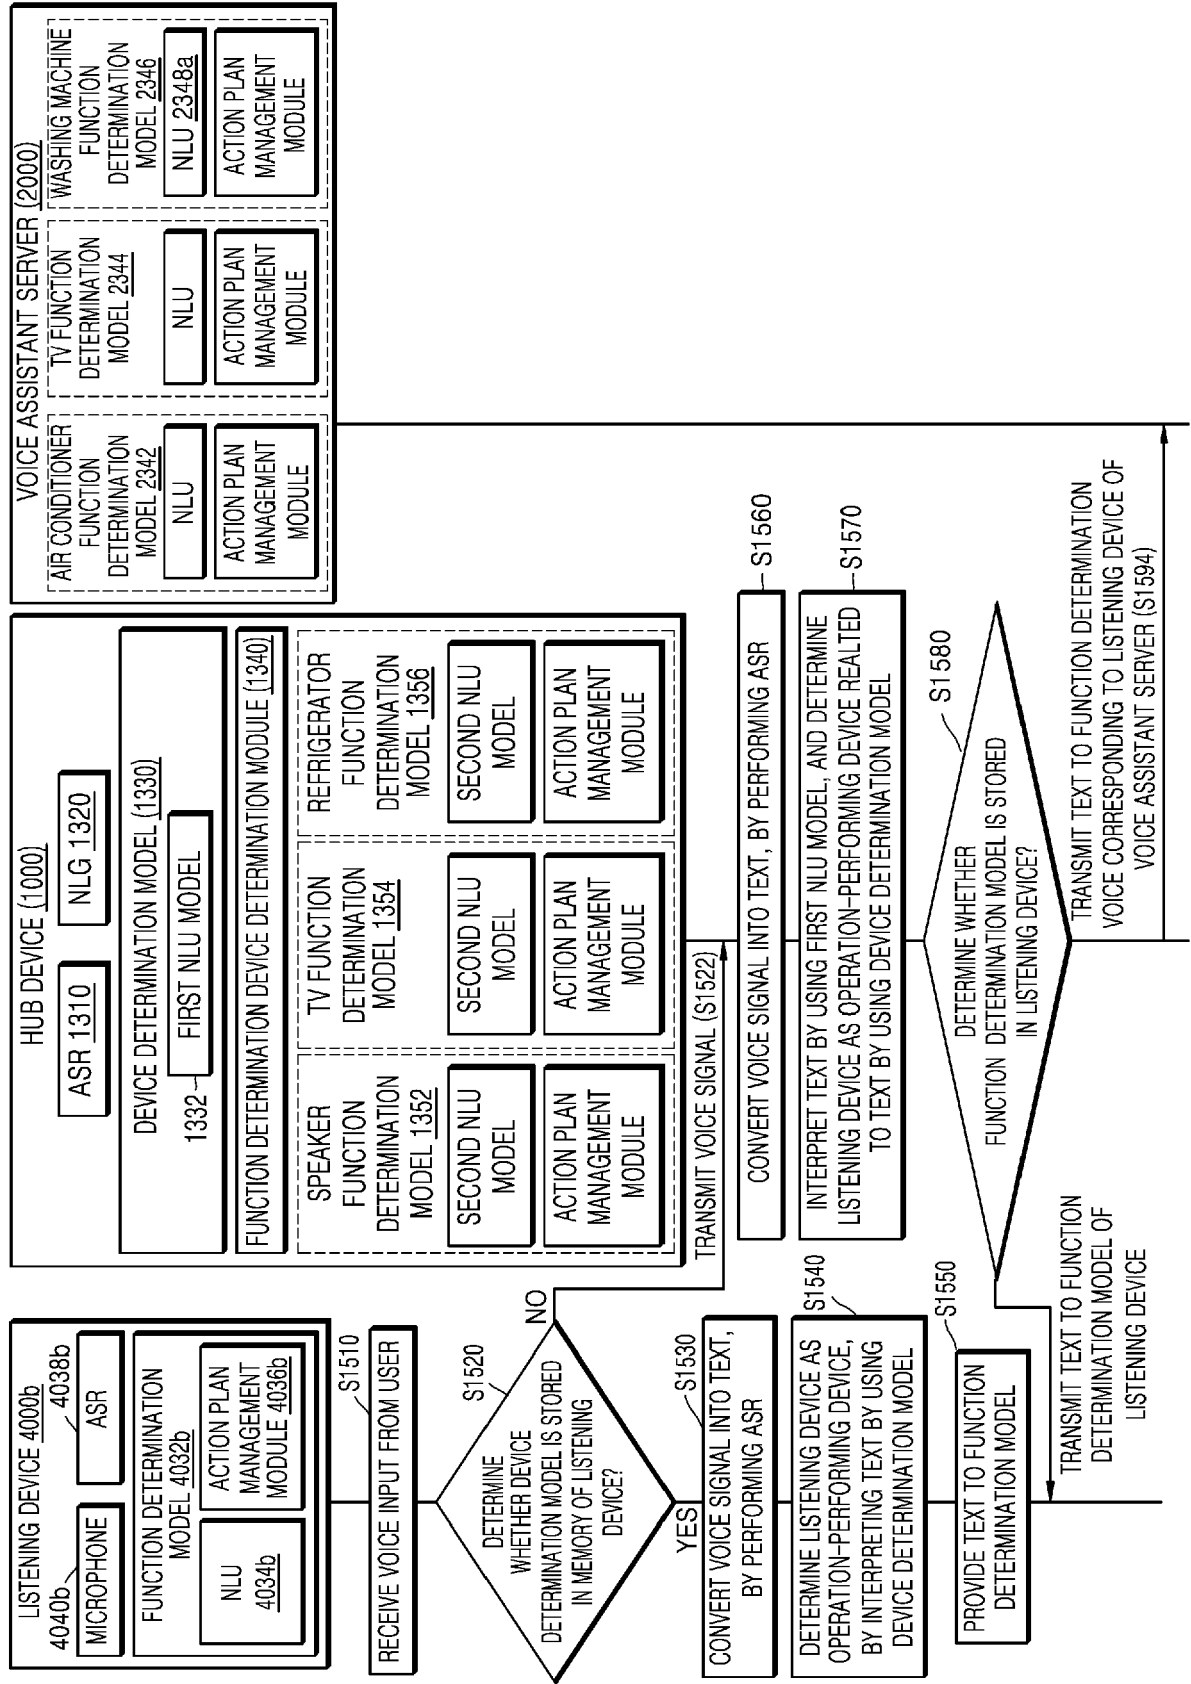 LISTENING DEVICE 4000b
4040b
4038b
MICROPHONE
ASR
FUNCTION DETERMINATION
MODEL 4032b
NLU
4034b
ACTION PLAN
MANAGEMENT
MODULE 4036b
HUB DEVICE (1000)
ASR 1310
NLG 1320
DEVICE DETERMINATION MODEL (1330)
1332
FIRST NLU MODEL
FUNCTION DETERMINATION DEVICE DETERMINATION MODULE (1340)
SPEAKER
FUNCTION
DETERMINATION
MODEL 1352
SECOND NLU
MODEL
ACTION PLAN
MANAGEMENT
MODULE
TV FUNCTION
DETERMINATION
MODEL 1354
SECOND NLU
MODEL
ACTION PLAN
MANAGEMENT
MODULE
REFRIGERATOR
FUNCTION
DETERMINATION
MODEL 1356
SECOND NLU
MODEL
ACTION PLAN
MANAGEMENT
MODULE
VOICE ASSISTANT SERVER (2000)
AIR CONDITIONER
FUNCTION
DETERMINATION
MODEL 2342
NLU
ACTION PLAN
MANAGEMENT
MODULE
TV FUNCTION
DETERMINATION
MODEL 2344
NLU
ACTION PLAN
MANAGEMENT
MODULE
WASHING MACHINE
FUNCTION
DETERMINATION
MODEL 2346
NLU 2348a
ACTION PLAN
MANAGEMENT
MODULE
S1510
RECEIVE VOICE INPUT FROM USER
S1520
DETERMINE
WHETHER DEVICE
DETERMINATION MODEL IS STORED
IN MEMORY OF LISTENING
DEVICE?
NO
TRANSMIT VOICE SIGNAL (S1522)
YES
S1530
CONVERT VOICE SIGNAL INTO TEXT,
BY PERFORMING ASR
S1540
DETERMINE LISTENING DEVICE AS
OPERATION-PERFORMING DEVICE,
BY INTERPRETING TEXT BY USING
DEVICE DETERMINATION MODEL
S1550
PROVIDE TEXT TO FUNCTION
DETERMINATION MODEL
CONVERT VOICE SIGNAL INTO TEXT, BY PERFORMING ASR
S1560
INTERPRET TEXT BY USING FIRST NLU MODEL, AND DETERMINE
LISTENING DEVICE AS OPERATION-PERFORMING DEVICE REALTED
TO TEXT BY USING DEVICE DETERMINATION MODEL
S1570
S1580
DETERMINE WHETHER
FUNCTION DETERMINATION MODEL IS STORED
IN LISTENING DEVICE?
TRANSMIT TEXT TO FUNCTION
DETERMINATION MODEL OF
LISTENING DEVICE
TRANSMIT TEXT TO FUNCTION DETERMINATION
VOICE CORRESPONDING TO LISTENING DEVICE OF
VOICE ASSISTANT SERVER (S1594)